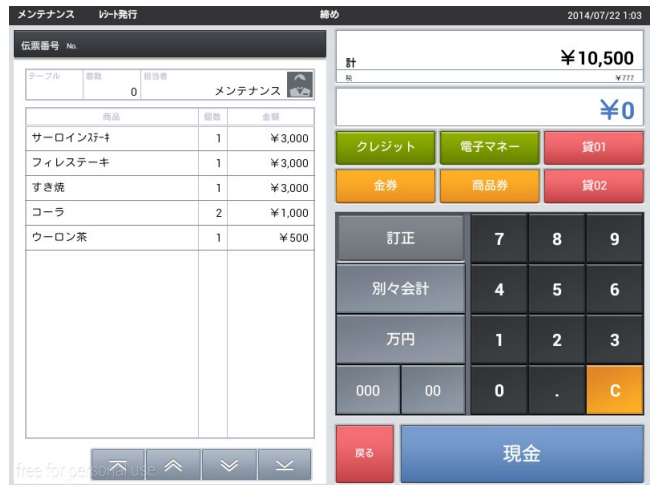 メンテナンス ﾚｼｰﾄ発行 締め 2014/07/22 1:03
伝票番号 No.
テーブル 客数 担当者
0 メンテナンス
商品 個数 金額
サーロインｽﾃｰｷ 1 ¥3,000
フィレステーキ 1 ¥3,000
すき焼 1 ¥3,000
コーラ 2 ¥1,000
ウーロン茶 1 ¥500
free for personal use
計 ¥10,500
税 ¥777
¥0
クレジット 電子マネー 貸01
金券 商品券 貸02
訂正 7 8 9
別々会計 4 5 6
万円 1 2 3
000 00 0 . C
戻る 現金